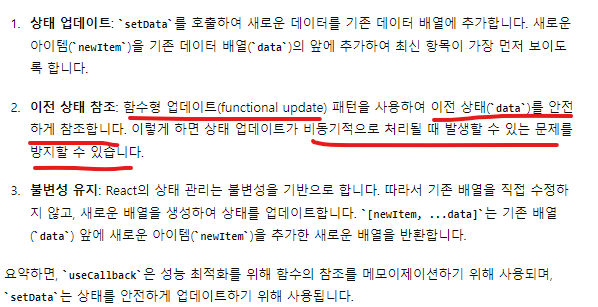 1. 상태 업데이트: `setData`를 호출하여 새로운 데이터를 기존 데이터 배열에 추가합니다. 새로운
아이템(`newItem`)을 기존 데이터 배열(`data`)의 앞에 추가하여 최신 항목이 가장 먼저 보이도
록 합니다.
2. 이전 상태 참조: 함수형 업데이트(functional update) 패턴을 사용하여 이전 상태(`data`)를 안전
하게 참조합니다. 이렇게 하면 상태 업데이트가 비동기적으로 처리될 때 발생할 수 있는 문제를
방지할 수 있습니다.
3. 불변성 유지: React의 상태 관리는 불변성을 기반으로 합니다. 따라서 기존 배열을 직접 수정하
지 않고, 새로운 배열을 생성하여 상태를 업데이트합니다. `[newItem, ...data]`는 기존 배열
(`data`) 앞에 새로운 아이템(`newItem`)을 추가한 새로운 배열을 반환합니다.
요약하면, `useCallback`은 성능 최적화를 위해 함수의 참조를 메모이제이션하기 위해 사용되며,
`setData`는 상태를 안전하게 업데이트하기 위해 사용됩니다.